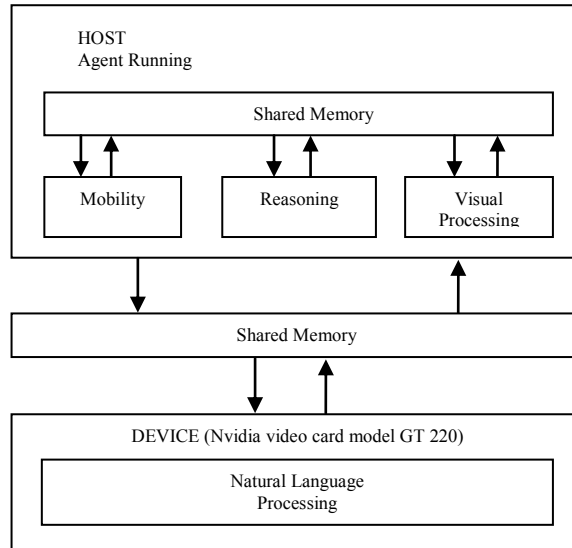 HOST
Agent Running
Shared Memory
Mobility
Reasoning
Visual
Processing
Shared Memory
DEVICE (Nvidia video card model GT 220)
Natural Language
Processing